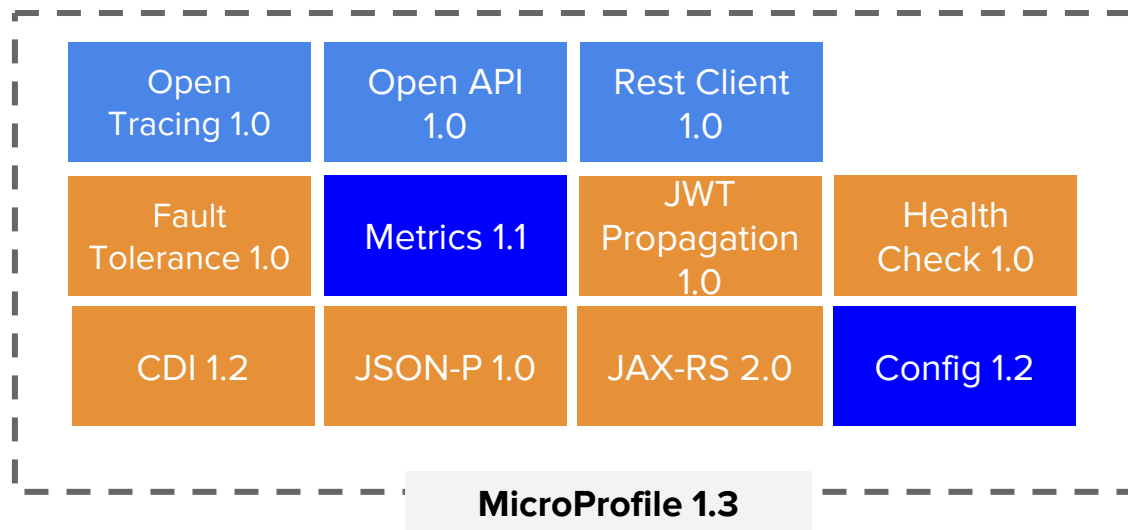 Open
Tracing 1.0
Open API
1.0
Rest Client
1.0
Fault
Tolerance 1.0
Metrics 1.1
JWT
Propagation
1.0
Health
Check 1.0
CDI 1.2
JSON-P 1.0
JAX-RS 2.0
Config 1.2
MicroProfile 1.3